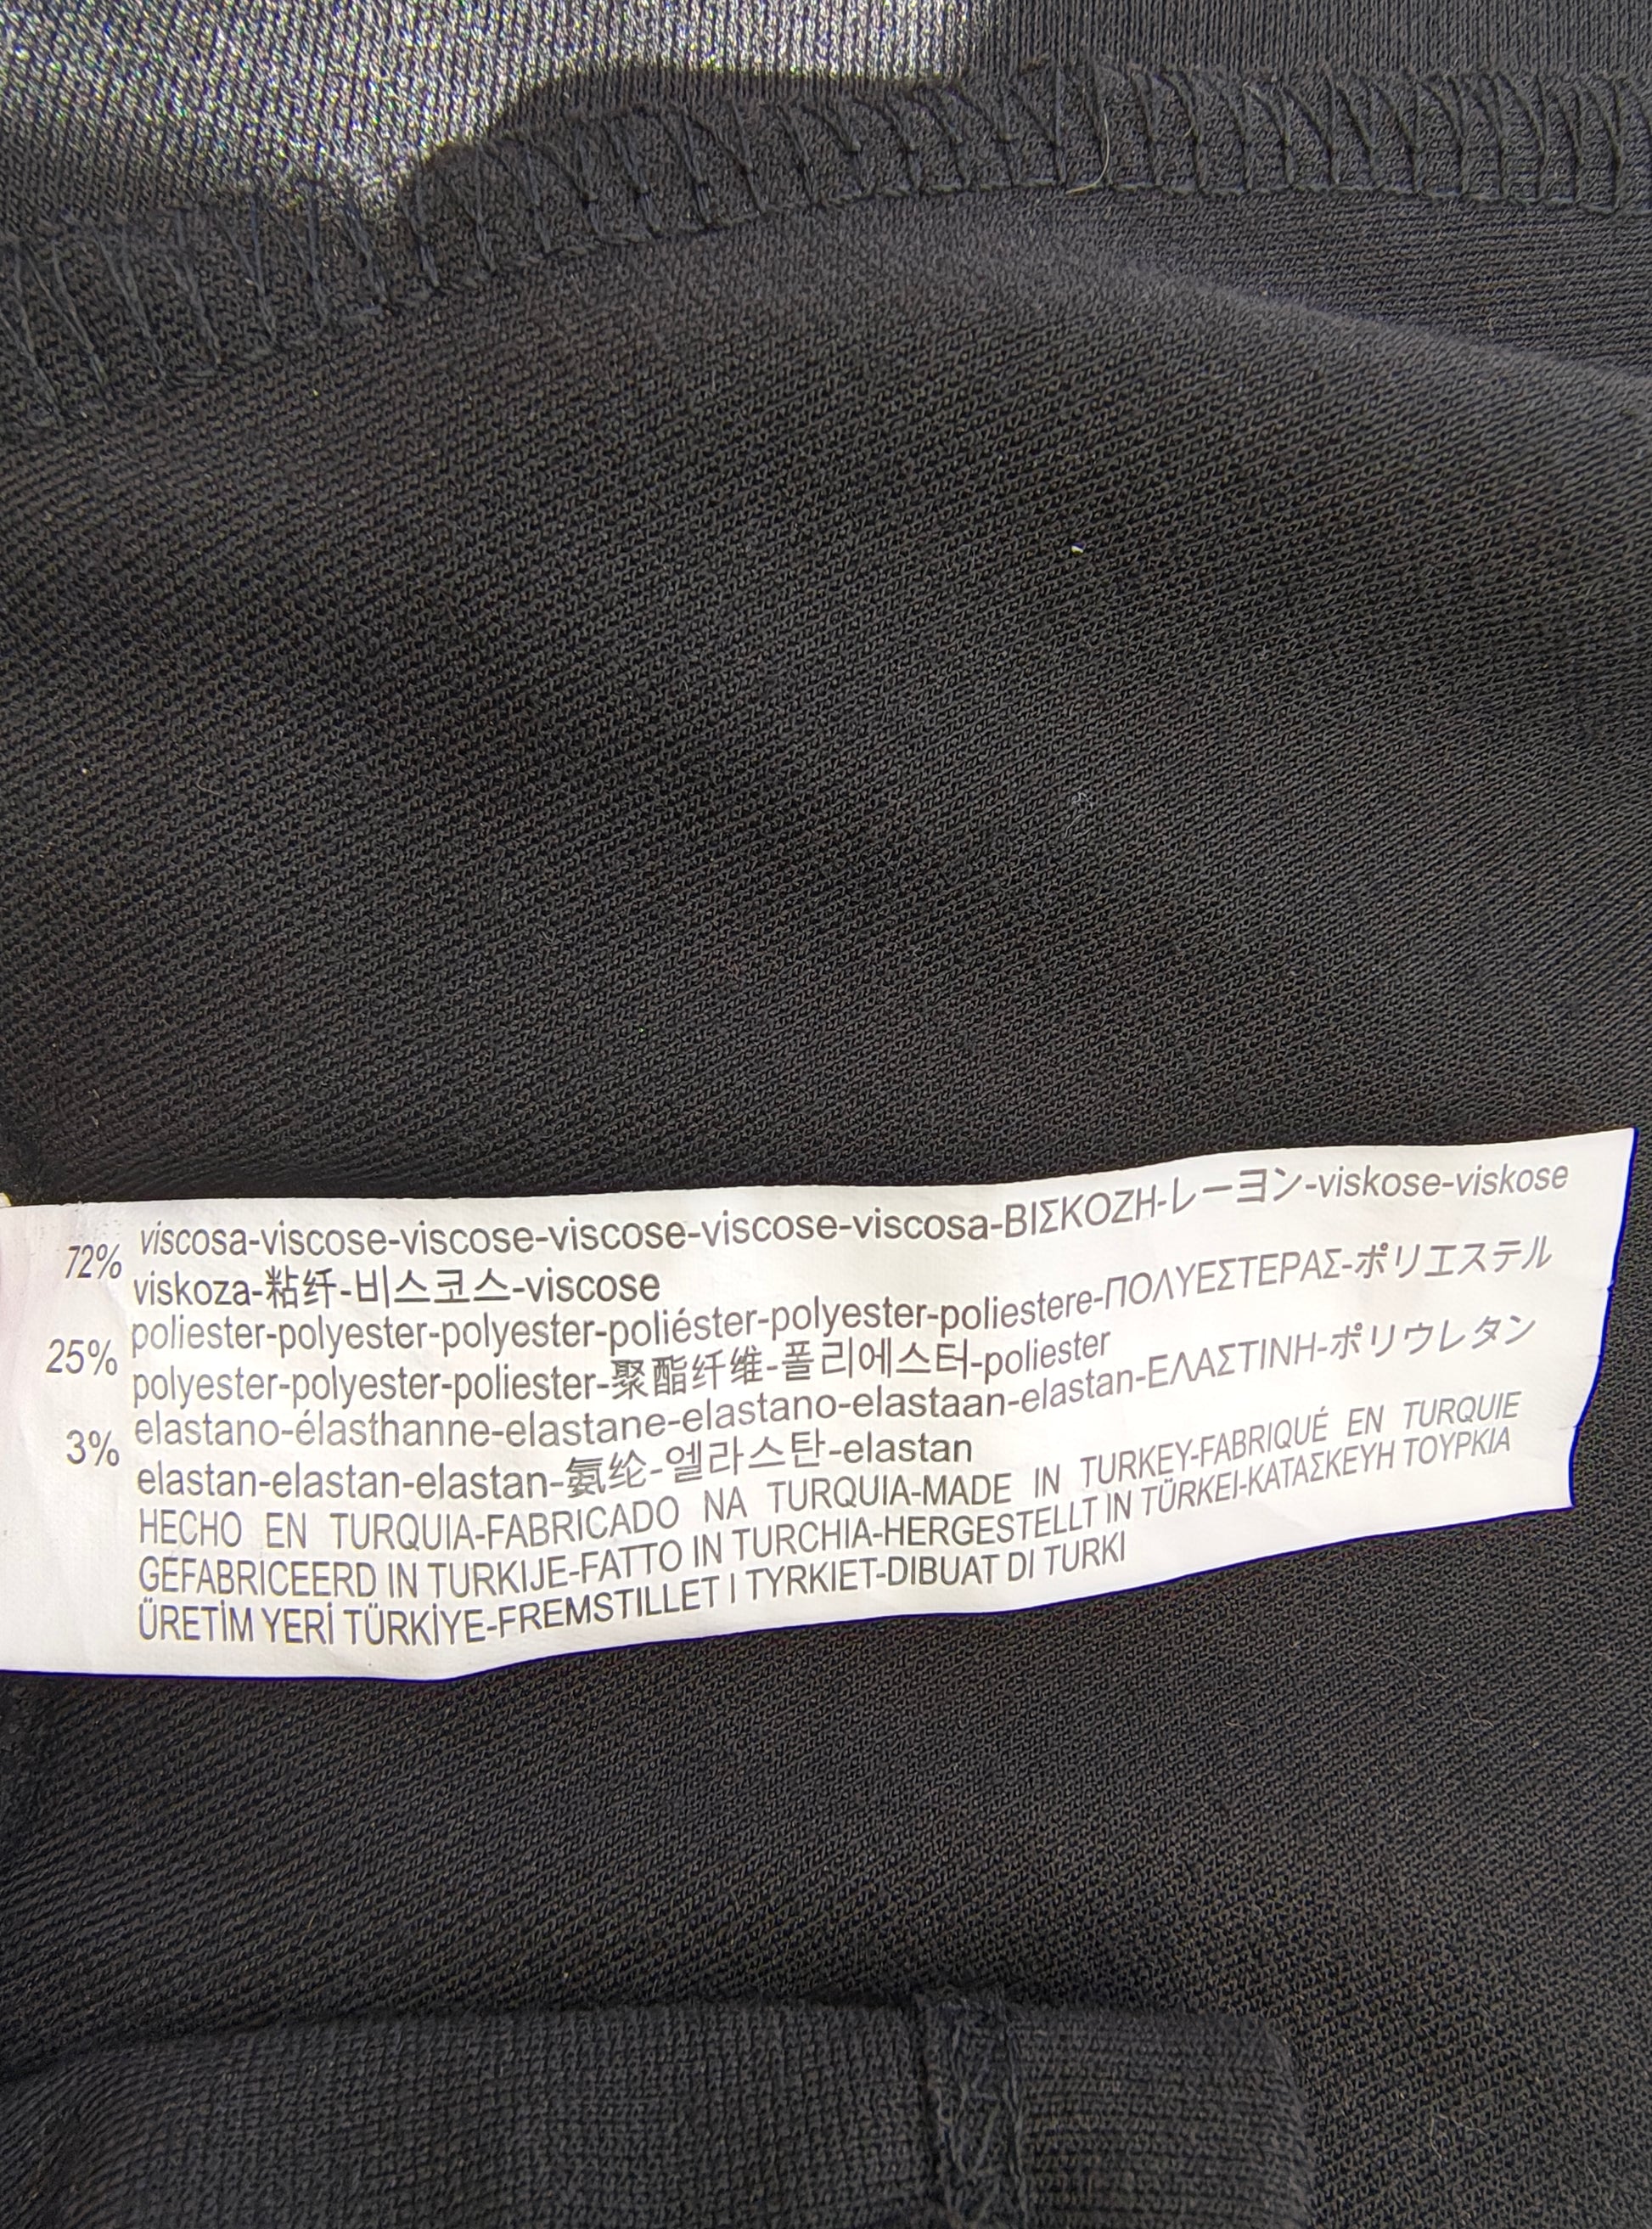 72% viscosa-viscose-viscose-viscose-viscose-viscosa-ΒΙΣΚΟΖΗ-レーヨン-viskose-viskose
viskoza-粘纤-비스코스-viscose
25% poliester-polyester-polyester-poliéster-polyester-poliestere-ΠΟΛΥΕΣΤΕΡΑΣ-ポリエステル
polyester-polyester-poliester-聚酯纤维-폴리에스터-poliester
3% elastano-élasthanne-elastane-elastano-elastaan-elastan-ΕΛΑΣΤΙΝΗ-ポリウレタン
elastan-elastan-elastan-氨纶-엘라스탄-elastan
HECHO EN TURQUIA-FABRICADO NA TURQUIA-MADE IN TURKEY-FABRIQUÉ EN TURQUIE
GEFABRICEERD IN TURKIJE-FATTO IN TURCHIA-HERGESTELLT IN TÜRKEI-ΚΑΤΑΣΚΕΥΗ ΤΟΥΡΚΙΑ
ÜRETİM YERİ TÜRKİYE-FREMSTILLET I TYRKIET-DIBUAT DI TURKI